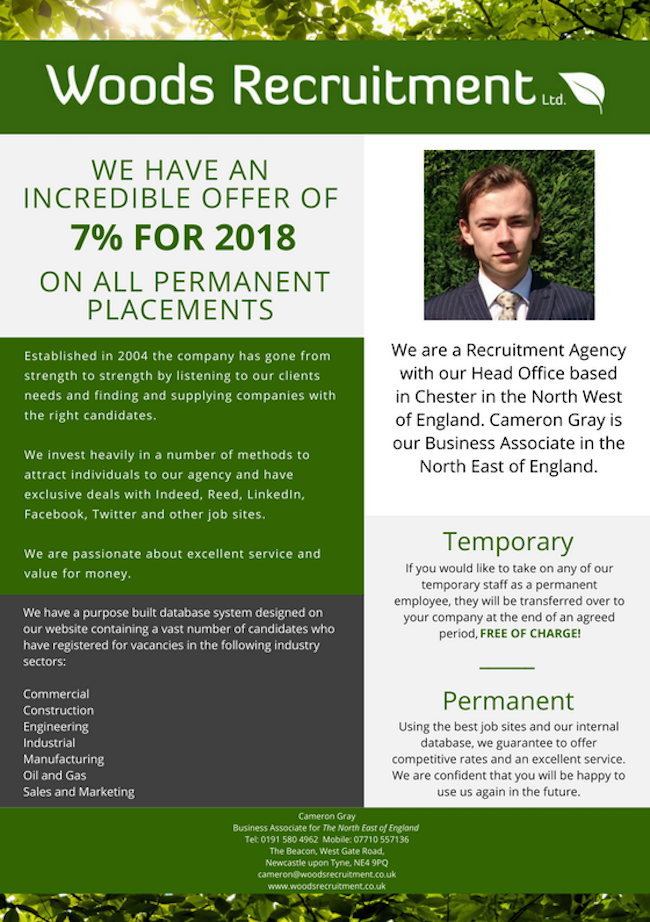 Woods Recruitment Ltd.
WE HAVE AN
INCREDIBLE OFFER OF
7% FOR 2018
ON ALL PERMANENT
PLACEMENTS
Established in 2004 the company has gone from
strength to strength by listening to our clients
needs and finding and supplying companies with
the right candidates.
We invest heavily in a number of methods to
attract individuals to our agency and have
exclusive deals with Indeed, Reed, LinkedIn,
Facebook, Twitter and other job sites.
We are passionate about excellent service and
value for money.
We have a purpose built database system designed on
our website containing a vast number of candidates who
have registered for vacancies in the following industry
sectors:
Commercial
Construction
Engineering
Industrial
Manufacturing
Oil and Gas
Sales and Marketing
We are a Recruitment Agency
with our Head Office based
in Chester in the North West
of England. Cameron Gray is
our Business Associate in the
North East of England.
Temporary
If you would like to take on any of our
temporary staff as a permanent
employee, they will be transferred over to
your company at the end of an agreed
period, FREE OF CHARGE!
Permanent
Using the best job sites and our internal
database, we guarantee to offer
competitive rates and an excellent service.
We are confident that you will be happy to
use us again in the future.
Cameron Gray
Business Associate for The North East of England
Tel: 0191 580 4962 Mobile: 07710 557136
The Beacon, West Gate Road,
Newcastle upon Tyne, NE4 9PQ
cameron@woodsrecruitment.co.uk
www.woodsrecruitment.co.uk